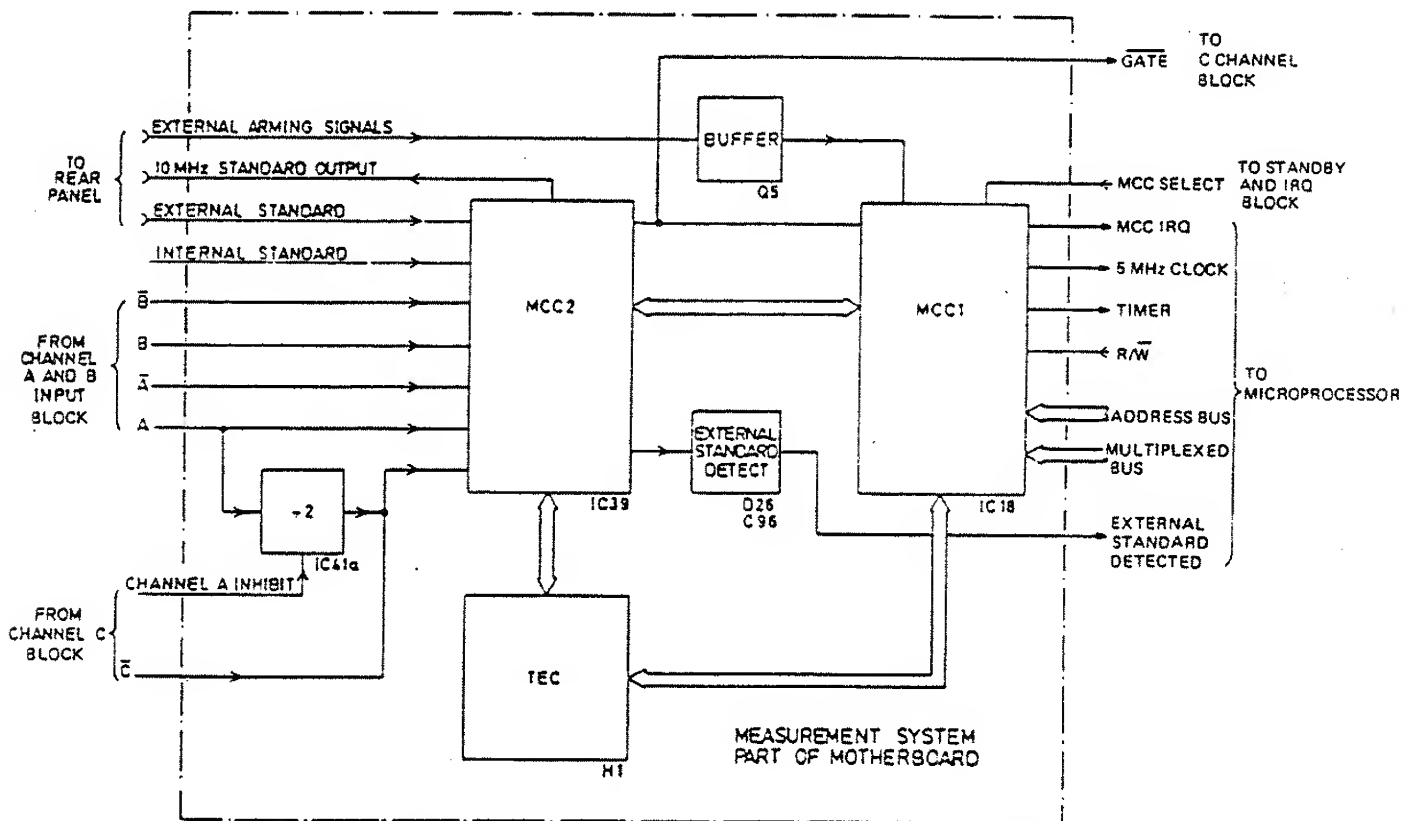 GATE
TO
C CHANNEL
BLOCK
EXTERNAL ARMING SIGNALS
BUFFER
Q5
TO
REAR
PANEL
10 MHz STANDARD OUTPUT
EXTERNAL STANDARD
INTERNAL STANDARD
MCC SELECT
TO STANDBY
AND IRQ
BLOCK
MCC IRQ
5 MHz CLOCK
TIMER
R/W̅
TO
MICROPROCESSOR
ADDRESS BUS
MULTIPLEXED
BUS
EXTERNAL
STANDARD
DETECTED
FROM
CHANNEL
A AND B
INPUT
BLOCK
B̅
B
A̅
A
MCC2
IC39
MCC1
IC18
EXTERNAL
STANDARD
DETECT
D26
C96
÷2
IC41a
CHANNEL A INHIBIT
FROM
CHANNEL C
BLOCK
C̅
TEC
H1
MEASUREMENT SYSTEM
PART OF MOTHERBOARD